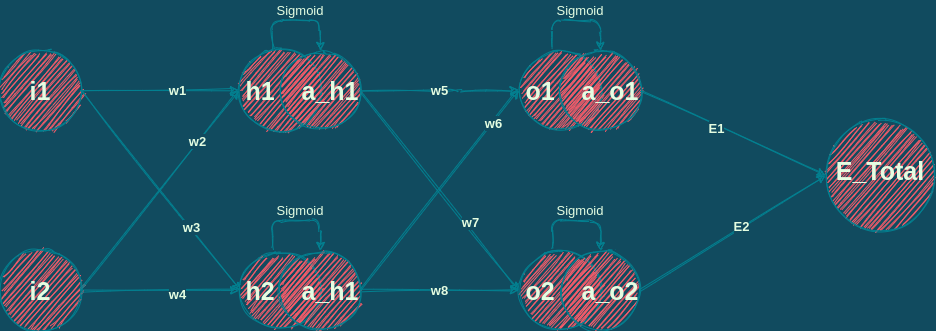 Sigmoid
Sigmoid
i1
w1
h1
a_h1
w5
o1
a_o1
w2
w6
E1
E_Total
w3
w7
Sigmoid
Sigmoid
E2
i2
w4
h2
a_h1
w8
o2
a_o2